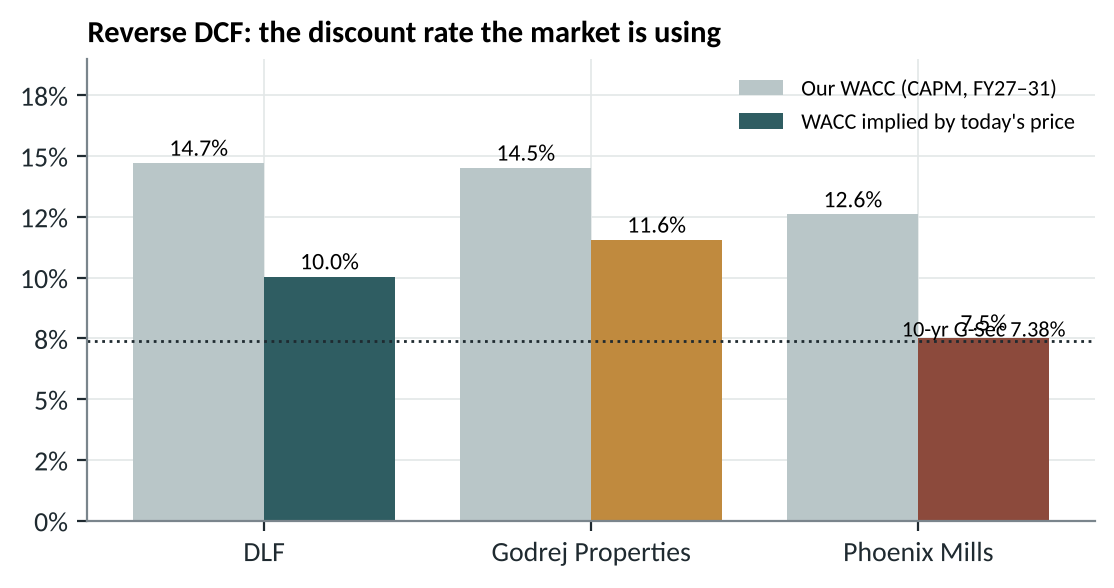 Reverse DCF: the discount rate the market is using
Our WACC (CAPM, FY27–31)
WACC implied by today's price
18%
15%
12%
10%
8%
5%
2%
0%
14.7%
10.0%
14.5%
11.6%
12.6%
7.5%
10-yr G-Sec 7.38%
DLF
Godrej Properties
Phoenix Mills